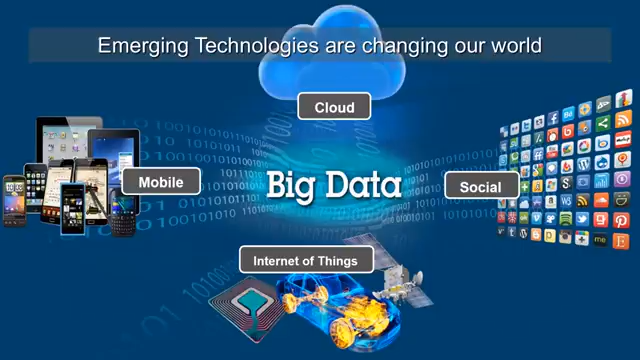 Emerging Technologies are changing our world
Cloud
Mobile
Big Data
Social
Internet of Things